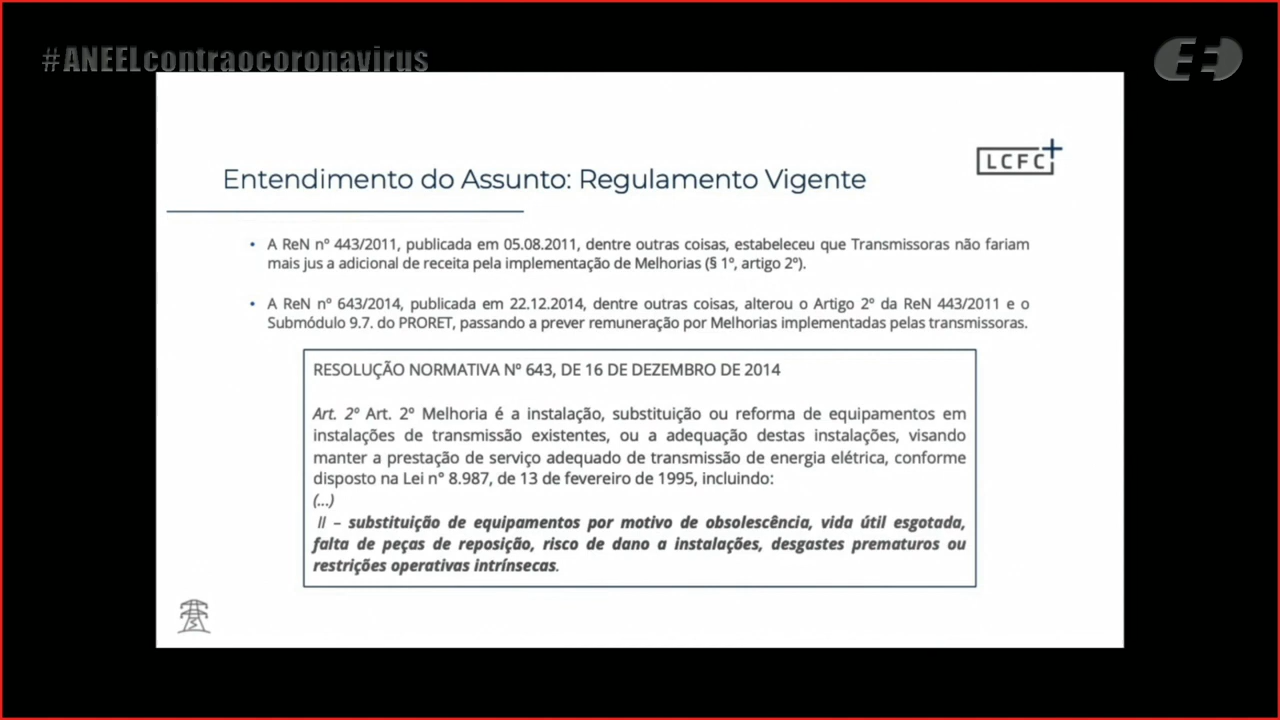 #ANEELcontraocoronavirus
LCFC+
Entendimento do Assunto: Regulamento Vigente
• A ReN nº 443/2011, publicada em 05.08.2011, dentre outras coisas, estabeleceu que Transmissoras não fariam
mais jus a adicional de receita pela implementação de Melhorias (§ 1º, artigo 2º).
• A ReN nº 643/2014, publicada em 22.12.2014, dentre outras coisas, alterou o Artigo 2º da ReN 443/2011 e o
Submódulo 9.7. do PRORET, passando a prever remuneração por Melhorias implementadas pelas transmissoras.
RESOLUÇÃO NORMATIVA Nº 643, DE 16 DE DEZEMBRO DE 2014
Art. 2º Art. 2º Melhoria é a instalação, substituição ou reforma de equipamentos em
instalações de transmissão existentes, ou a adequação destas instalações, visando
manter a prestação de serviço adequado de transmissão de energia elétrica, conforme
disposto na Lei n° 8.987, de 13 de fevereiro de 1995, incluindo:
(...)
II – substituição de equipamentos por motivo de obsolescência, vida útil esgotada,
falta de peças de reposição, risco de dano a instalações, desgastes prematuros ou
restrições operativas intrínsecas.